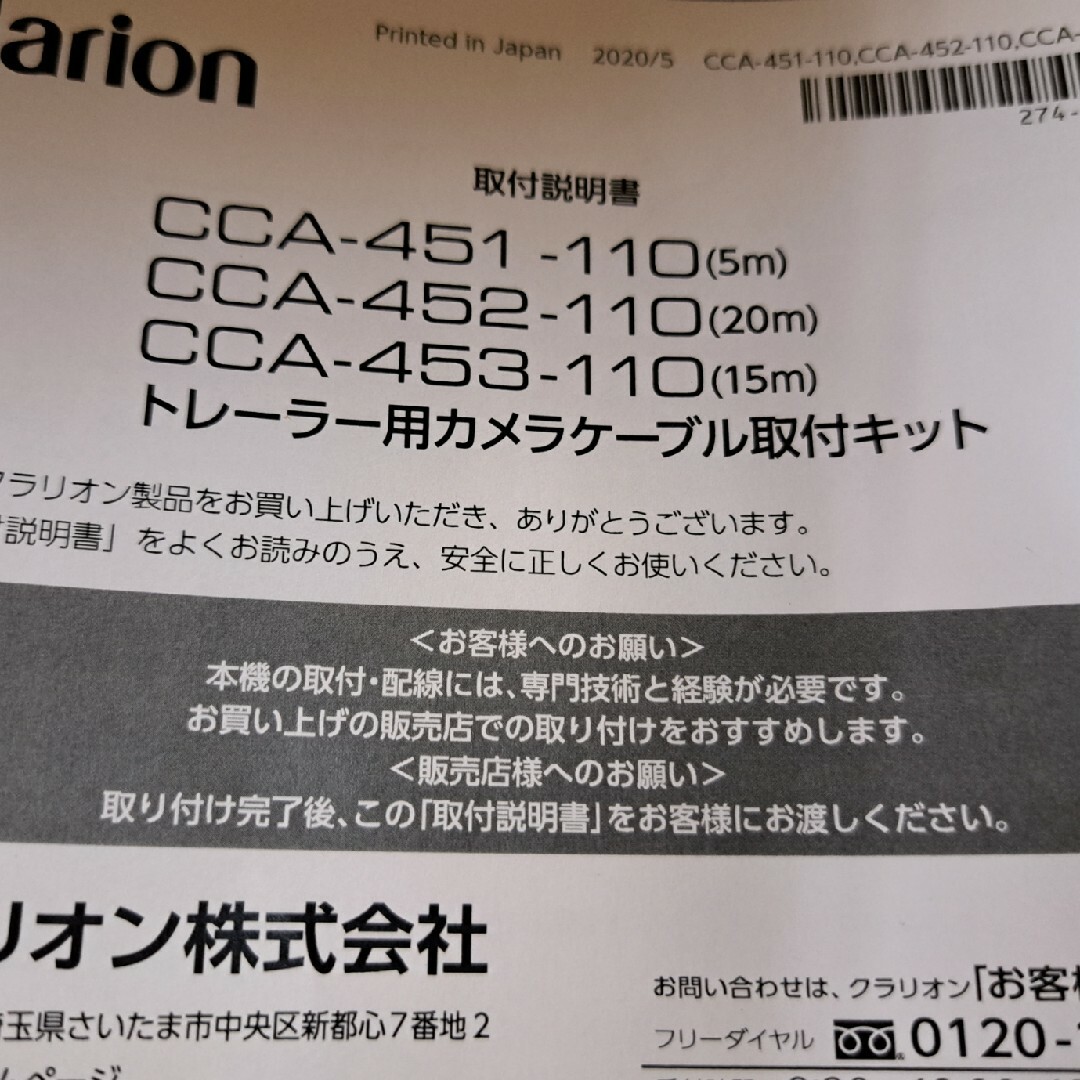 arion
Printed in Japan 2020/5 CCA-451-110,CCA-452-110,CCA-
274-
取付説明書
CCA-451-110(5m)
CCA-452-110(20m)
CCA-453-110(15m)
トレーラー用カメラケーブル取付キット
ラリオン製品をお買い上げいただき、ありがとうございます。
説明書」をよくお読みのうえ、安全に正しくお使いください。
<お客様へのお願い>
本機の取付・配線には、専門技術と経験が必要です。
お買い上げの販売店での取り付けをおすすめします。
<販売店様へのお願い>
取り付け完了後、この「取付説明書」をお客様にお渡しください。
リオン株式会社
玉県さいたま市中央区新都心7番地2
お問い合わせは、クラリオン「お客
フリーダイヤル 0120-
ムページ